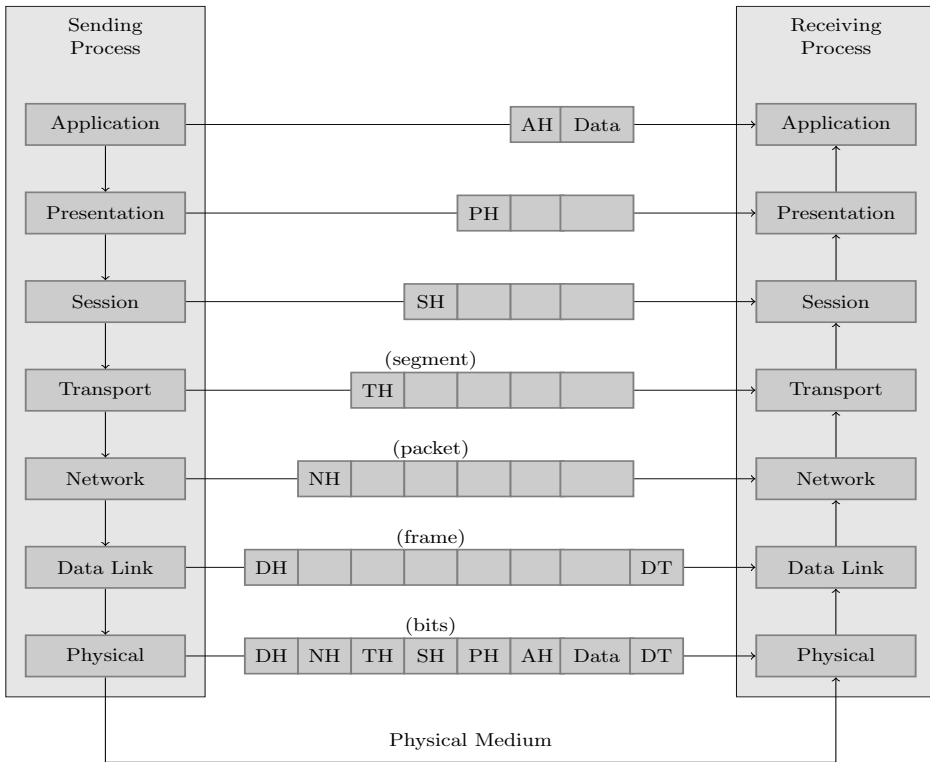 Sending
Process
Receiving
Process
Application
AH Data
Application
Presentation
PH
Presentation
Session
SH
Session
(segment)
Transport
TH
Transport
(packet)
Network
NH
Network
(frame)
Data Link
DH DT
Data Link
(bits)
Physical
DH NH TH SH PH AH Data DT
Physical
Physical Medium